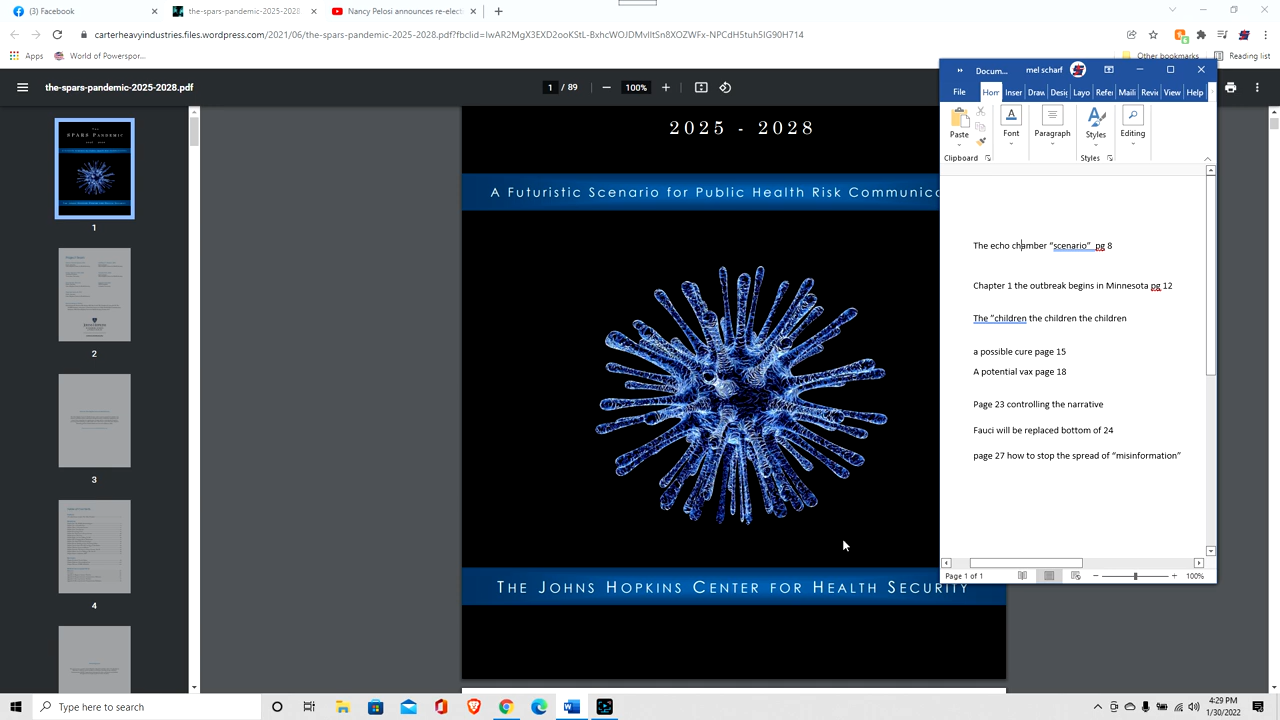 (3) Facebook
the-spars-pandemic-2025-2028
Nancy Pelosi announces re-elect
carterheavyindustries.files.wordpress.com/2021/06/the-spars-pandemic-2025-2028.pdf?fbclid=IwAR2MgX3EXD2ooKStL-BxhcWOJDMvIItSn8XOZWFx-NPCdH5tuh5IG90H714
Apps
World of Powerspor...
Other bookmarks
Reading list
the-spars-pandemic-2025-2028.pdf
1 / 89
100%
1
2
3
4
2025 - 2028
A Futuristic Scenario for Public Health Risk Communica
The Johns Hopkins Center for Health Security
The
SPARS Pandemic
Docum...
mel scharf
File
Hom
Inser
Draw
Desig
Layo
Refer
Maili
Revie
View
Help
Paste
Font
Paragraph
Styles
Editing
Clipboard
Styles
The echo chamber “scenario” pg 8
Chapter 1 the outbreak begins in Minnesota pg 12
The “children the children the children
a possible cure page 15
A potential vax page 18
Page 23 controlling the narrative
Fauci will be replaced bottom of 24
page 27 how to stop the spread of “misinformation”
Page 1 of 1
100%
Type here to search
4:29 PM
1/30/2022